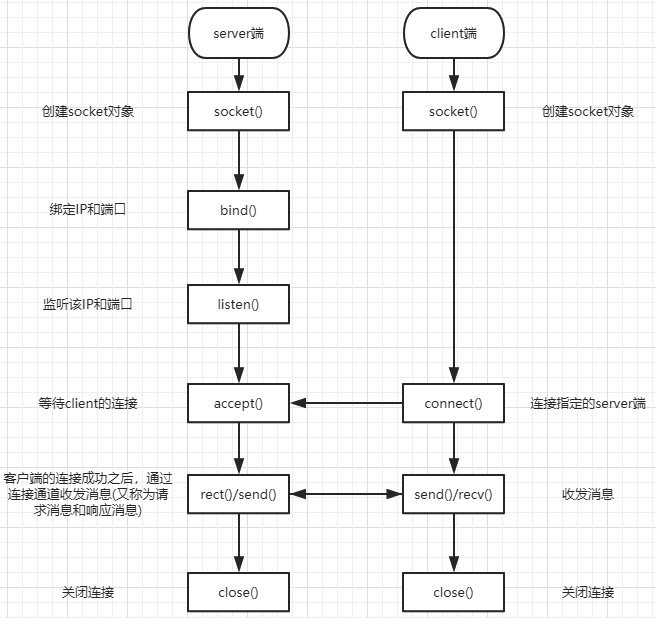 server端
client端
创建socket对象
socket()
socket()
创建socket对象
绑定IP和端口
bind()
监听该IP和端口
listen()
等待client的连接
accept()
connect()
连接指定的server端
客户端的连接成功之后，通过
连接通道收发消息(又称为请
求消息和响应消息)
rect()/send()
send()/recv()
收发消息
关闭连接
close()
close()
关闭连接